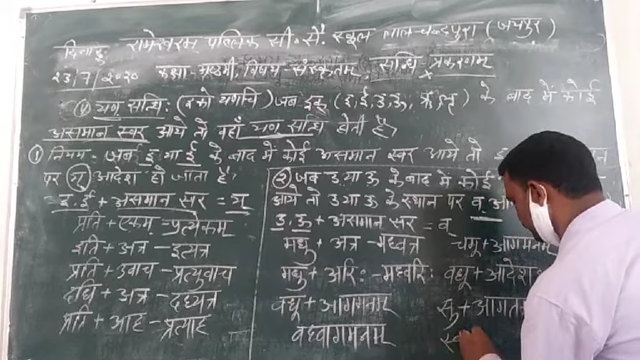 दिनाङ्क रामेश्वरम पब्लिक सी. सै. स्कूल लालचन्दपुरा (जयपुर)
23/7/2020 कक्षा - विषय - संस्कृतम्, सन्धि प्रकरणम्
यण् सन्धिः (इको यणचि) जब इक् (इ,ई, उ,ऊ, ऋ, ) के बाद में कोई
असमान स्वर आये तो वहाँ यण् सन्धि होती है,
① नियम - जब इ या ई के बाद में कोई असमान स्वर आये तो
पर य् आदेश हो जाता है
इ. ई + असमान स्वर = य्
प्रति + एकम् - प्रत्येकम्
इति + अत्र - इत्यत्र
प्रति + उवाच - प्रत्युवाच
दधि + अत्र - दध्यत्र
प्रति + आह - प्रत्याह
② जब उ या ऊ के बाद में कोई
आये तो उ या ऊ के स्थान पर व्
उ. ऊ + असमान स्वर = व्
मधु + अत्र - मध्वत्र
मधु + अरिः - मध्वरिः
वधू + आगमनम्
वध्वागमनम्
चमू + आगमनम्
वधू + आदेश
सु + आगतम्